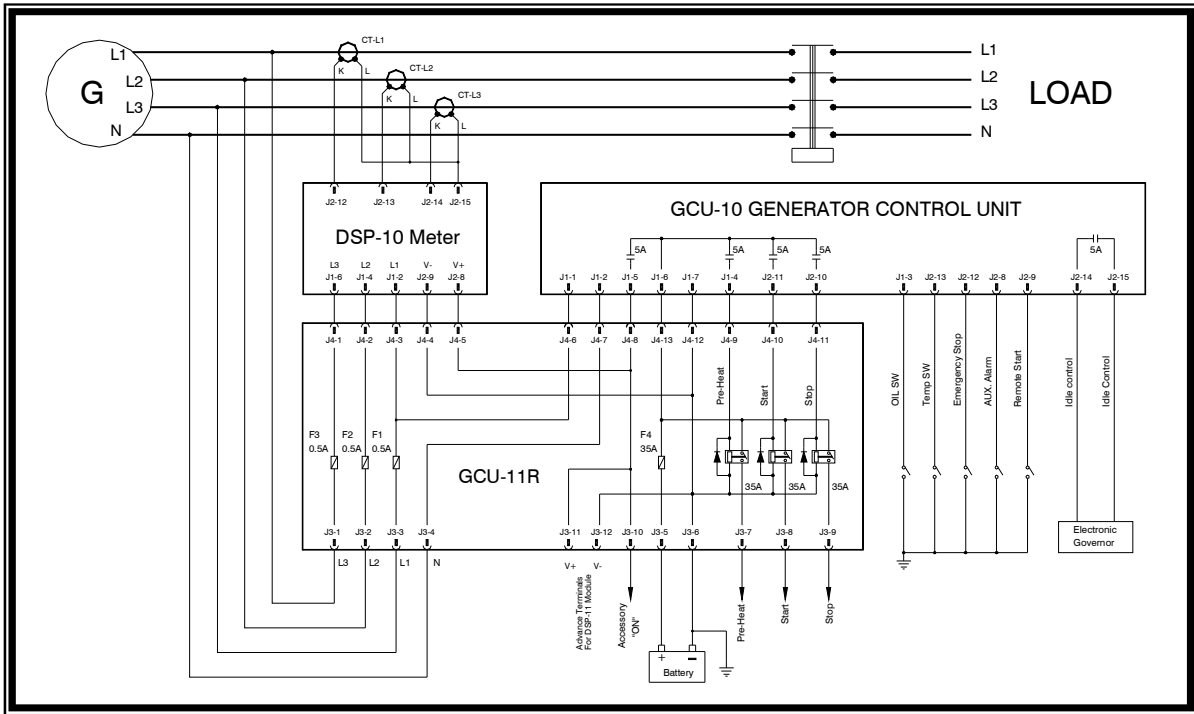 G
L1
L2
L3
N
CT-L1
K L
CT-L2
K L
CT-L3
K L
L1
L2
L3
N
LOAD
J2-12 J2-13 J2-14 J2-15
DSP-10 Meter
L3 L2 L1 V- V+
J1-6 J1-4 J1-2 J2-9 J2-8
GCU-10 GENERATOR CONTROL UNIT
5A 5A 5A 5A
5A
J1-1 J1-2 J1-5 J1-6 J1-7 J1-4 J2-11 J2-10
J1-3 J2-13 J2-12 J2-8 J2-9 J2-14 J2-15
J4-1 J4-2 J4-3 J4-4 J4-5 J4-6 J4-7 J4-8 J4-13 J4-12 J4-9 J4-10 J4-11
Pre-Heat
Start
Stop
OIL SW
Temp SW
Emergency Stop
AUX. Alarm
Remote Start
Idle control
Idle Control
F3
0.5A
F2
0.5A
F1
0.5A
F4
35A
GCU-11R
35A 35A 35A
J3-1 J3-2 J3-3 J3-4 J3-11 J3-12 J3-10 J3-5 J3-6 J3-7 J3-8 J3-9
L3 L2 L1 N V+ V-
Advance Terminals
For DSP-11 Module
Accessory
"ON"
+ −
Battery
Pre-Heat
Start
Stop
Electronic
Governor